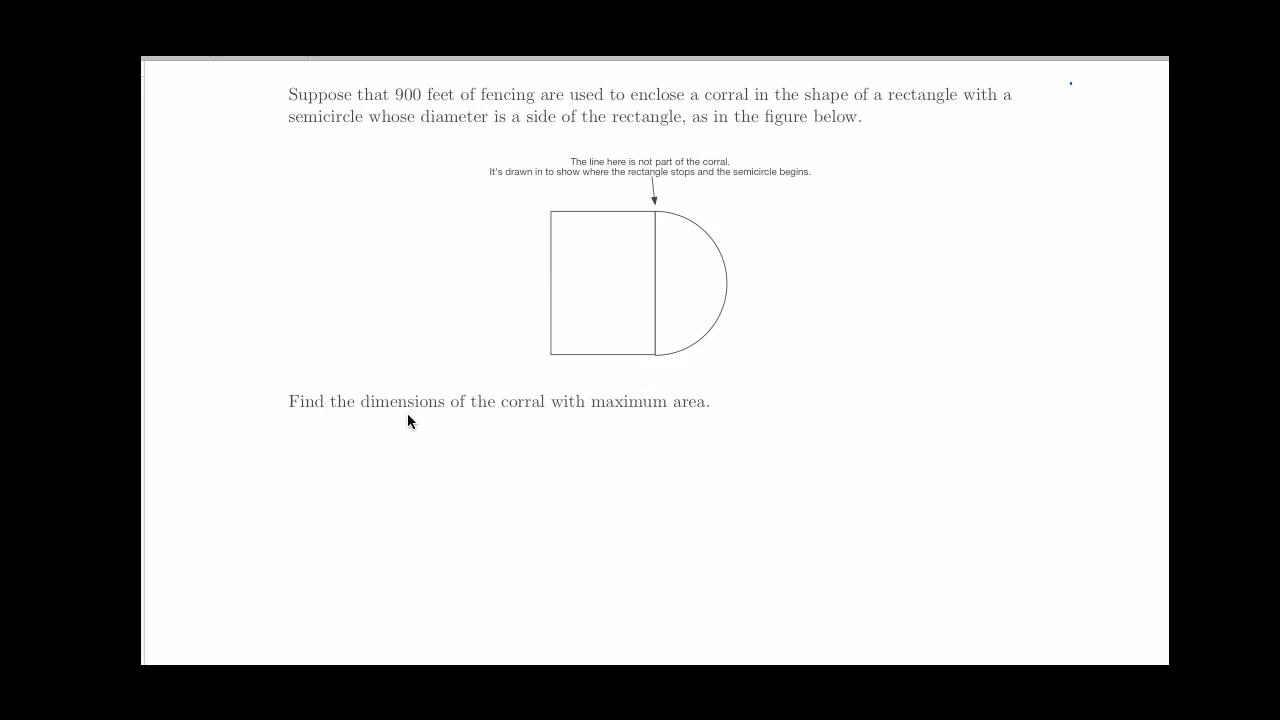 Suppose that 900 feet of fencing are used to enclose a corral in the shape of a rectangle with a
semicircle whose diameter is a side of the rectangle, as in the figure below.
The line here is not part of the corral.
It's drawn in to show where the rectangle stops and the semicircle begins.
Find the dimensions of the corral with maximum area.